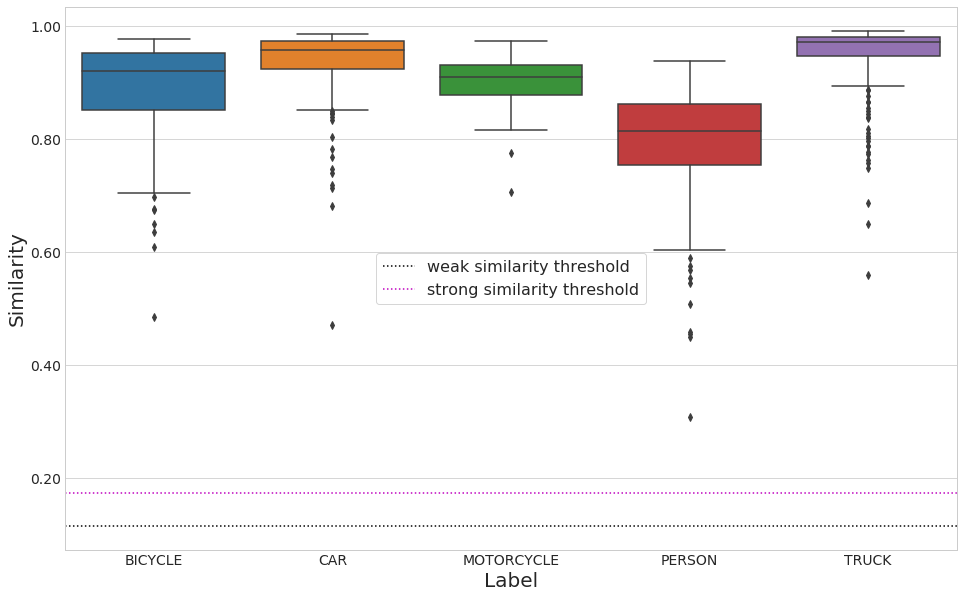 1.00
0.80
0.60
0.40
0.20
Similarity
weak similarity threshold
strong similarity threshold
BICYCLE CAR MOTORCYCLE PERSON TRUCK
Label